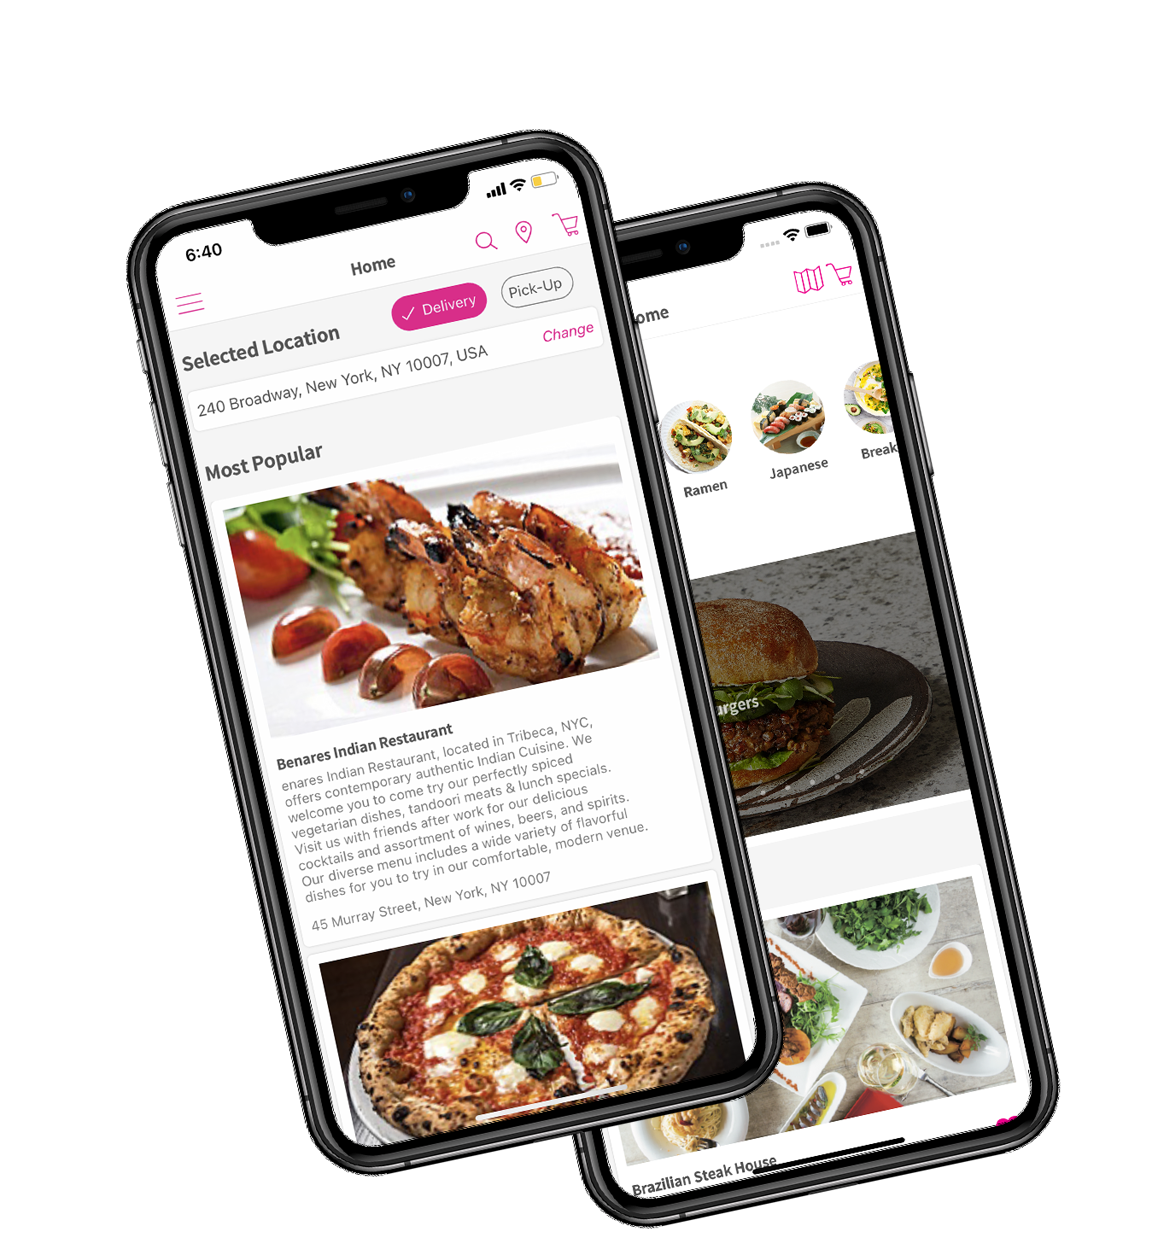 6:40
Home
Delivery
Pick-Up
Selected Location
240 Broadway, New York, NY 10007, USA
Change
Most Popular
Benares Indian Restaurant
enares Indian Restaurant, located in Tribeca, NYC,
offers contemporary authentic Indian Cuisine. We
welcome you to come try our perfectly spiced
vegetarian dishes, tandoori meats & lunch specials.
Visit us with friends after work for our delicious
cocktails and assortment of wines, beers, and spirits.
Our diverse menu includes a wide variety of flavorful
dishes for you to try in our comfortable, modern venue.
45 Murray Street, New York, NY 10007
ome
Ramen
Japanese
Break
urgers
Brazilian Steak House